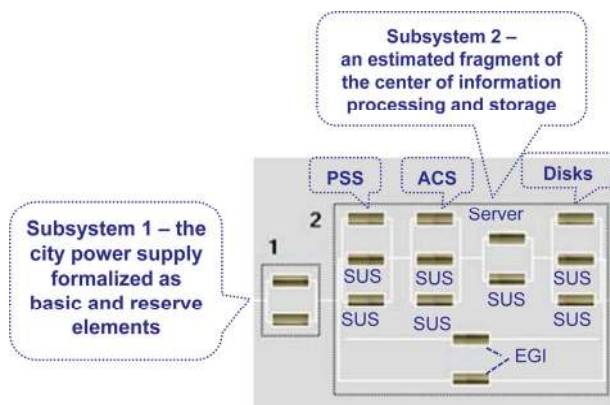 Subsystem 2 –
an estimated fragment of
the center of information
processing and storage
PSS
ACS
Disks
Subsystem 1 – the
city power supply
formalized as
basic and reserve
elements
2
Server
1
SUS
SUS
SUS
SUS
SUS
SUS
SUS
EGI